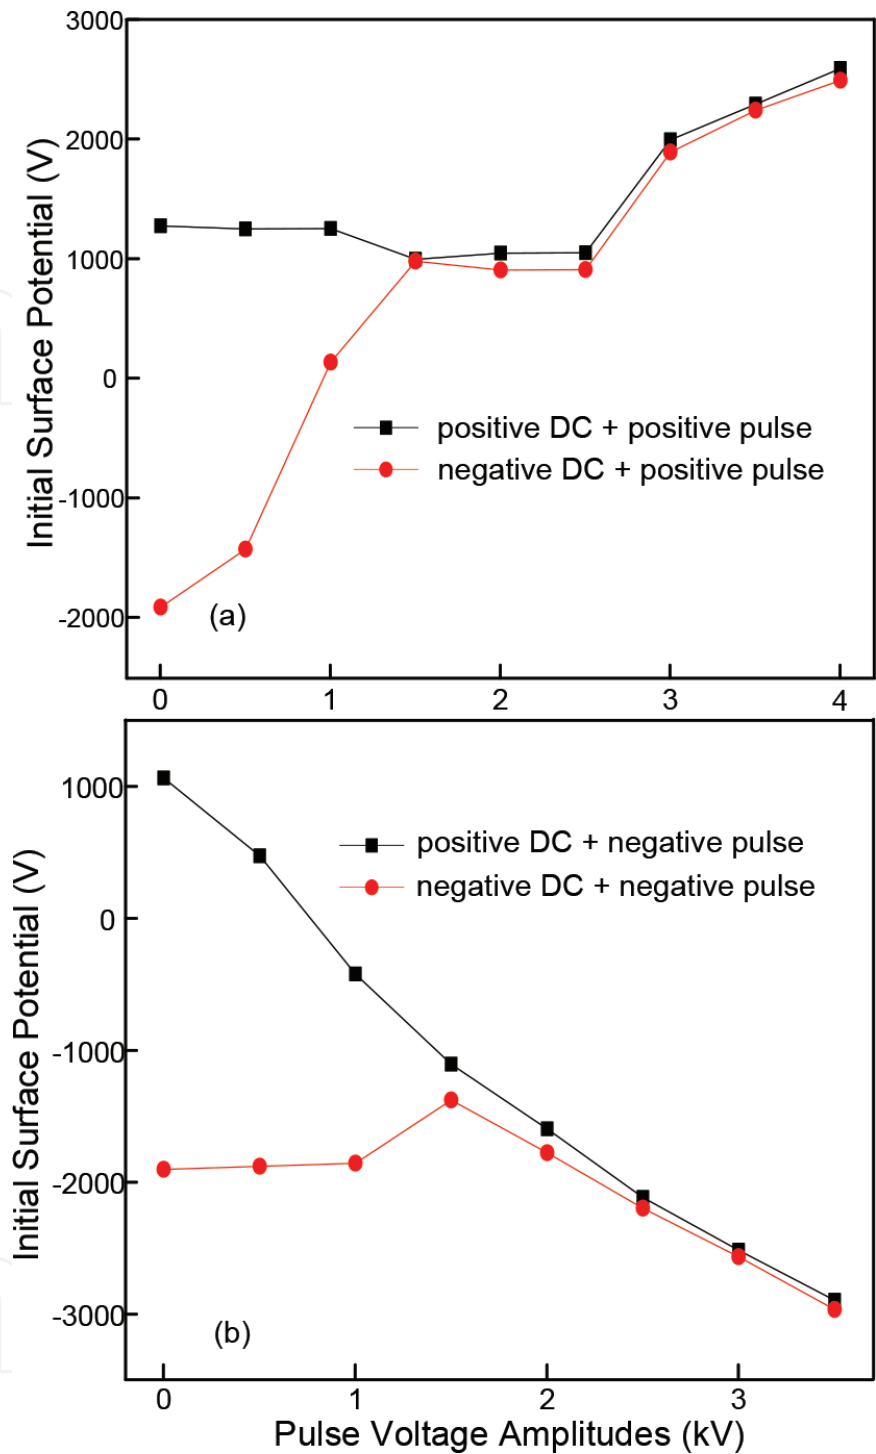 3000
2000
1000
0
-1000
-2000
Initial Surface Potential (V)
positive DC + positive pulse
negative DC + positive pulse
(a)
0 1 2 3 4
1000
0
-1000
-2000
-3000
Initial Surface Potential (V)
positive DC + negative pulse
negative DC + negative pulse
(b)
0 1 2 3
Pulse Voltage Amplitudes (kV)